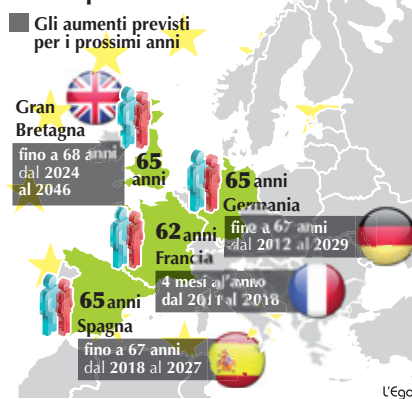 Gli aumenti previsti
per i prossimi anni
Gran
Bretagna
65
anni
fino a 68 anni
dal 2024
al 2046
65 anni
Germania
fino a 67 anni
dal 2012 al 2029
62 anni
Francia
4 mesi all'anno
dal 2011 al 2018
65 anni
Spagna
fino a 67 anni
dal 2018 al 2027
L'Ego